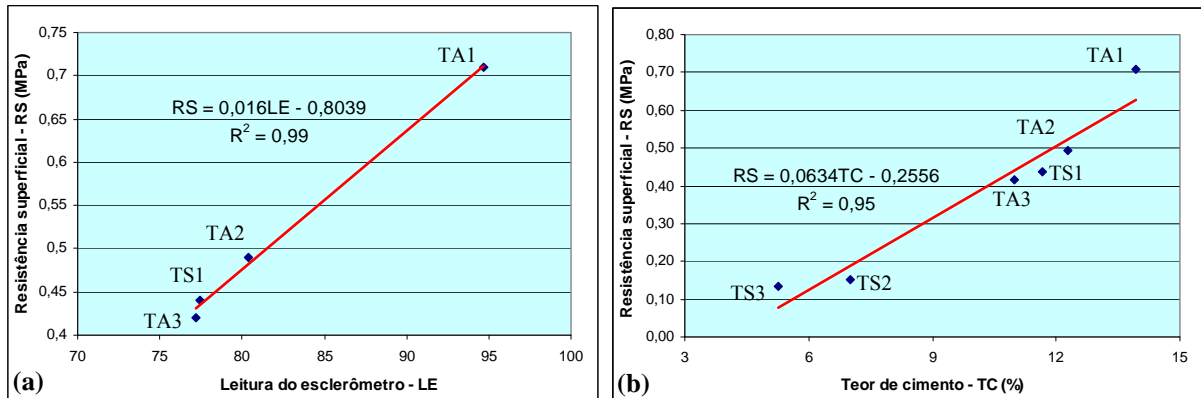 Resistência superficial - RS (MPa)
0,75
0,7
0,65
0,6
0,55
0,5
0,45
0,4
TA1
RS = 0,016LE - 0,8039
R² = 0,99
TA2
TS1
TA3
70 75 80 85 90 95 100
Leitura do esclerômetro - LE
(a)
Resistência superficial - RS (MPa)
0,80
0,70
0,60
0,50
0,40
0,30
0,20
0,10
0,00
TA1
TA2
RS = 0,0634TC - 0,2556
R² = 0,95
TS1
TA3
TS3
TS2
3 6 9 12 15
Teor de cimento - TC (%)
(b)